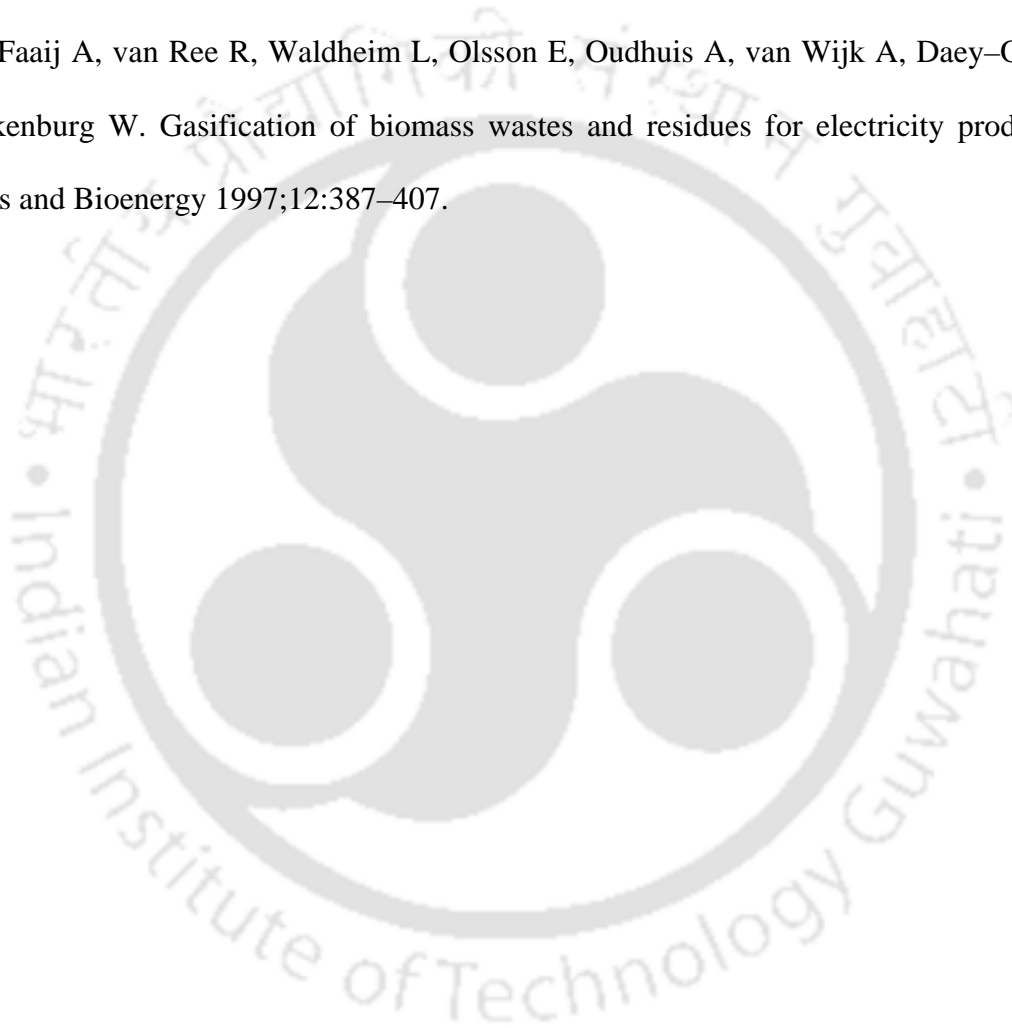 Faaij A, van Ree R, Waldheim L, Olsson E, Oudhuis A, van Wijk A, Daey–O
kenburg W. Gasification of biomass wastes and residues for electricity prod
s and Bioenergy 1997;12:387–407.
भारतीय प्रौद्योगिकी संस्थान गुवाहाटी
Indian Institute of Technology Guwahati